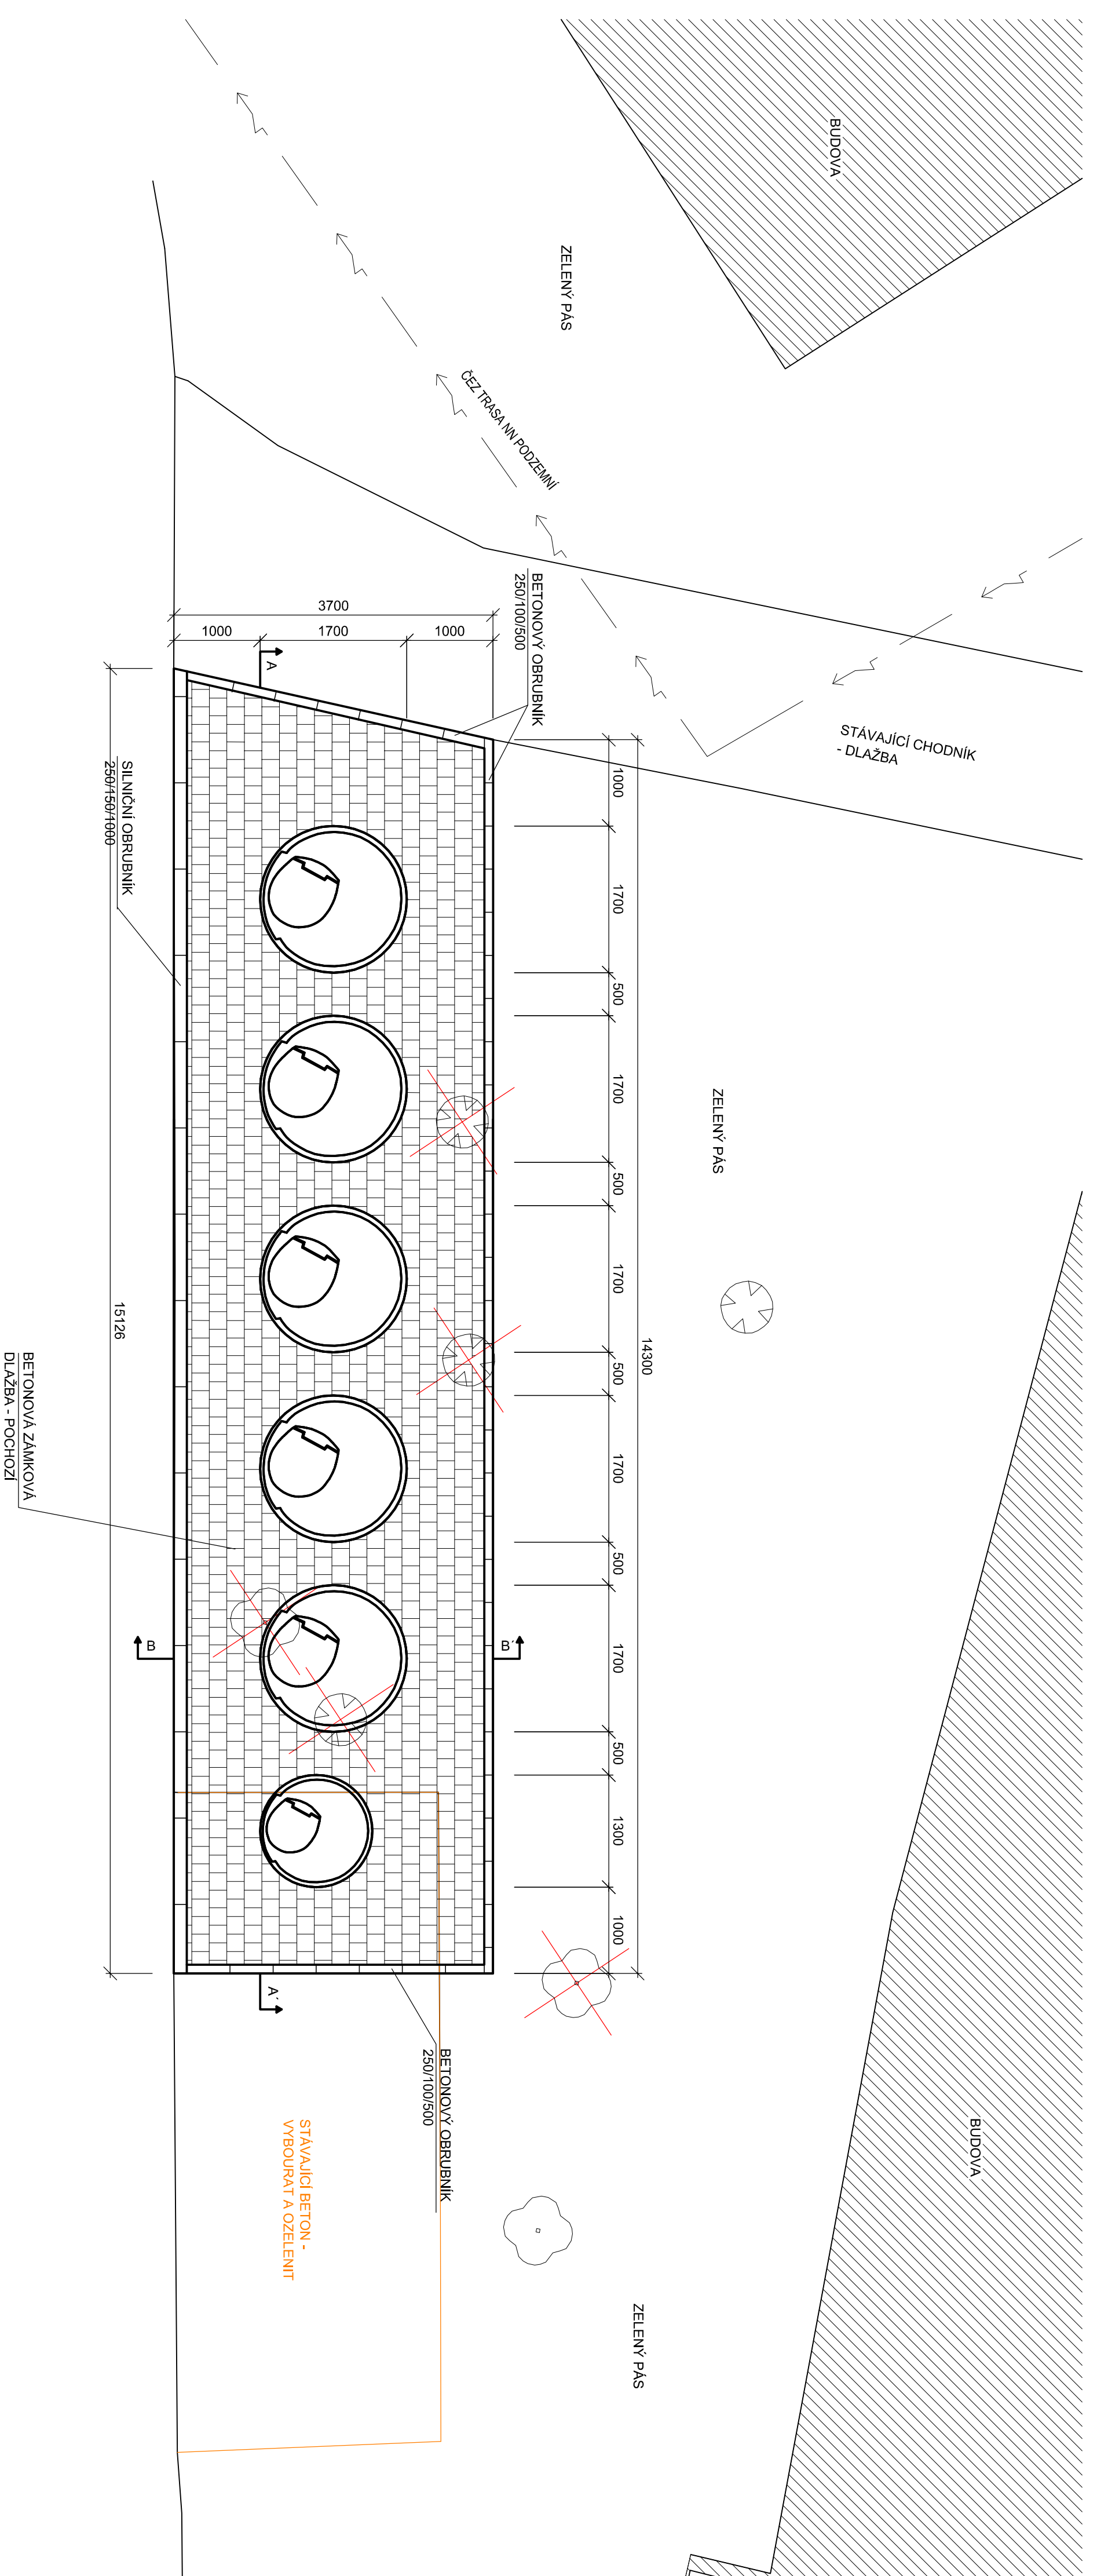 BUDOVA
ZELENÝ PÁS
ČEZ TRASA NN PODZEMNÍ
STÁVAJÍCÍ CHODNÍK
- DLAŽBA
BETONOVÝ OBRUBNÍK
250/100/500
3700
1000
1700
1000
A
SILNIČNÍ OBRUBNÍK
250/150/1000
1000
1700
500
1700
500
1700
500
1700
500
1700
500
1300
1000
14300
ZELENÝ PÁS
15126
BETONOVÁ ZÁMKOVÁ
DLAŽBA - POCHOZÍ
B
B´
A´
BETONOVÝ OBRUBNÍK
250/100/500
STÁVAJÍCÍ BETON -
VYBOURAT A OZELENIT
BUDOVA
ZELENÝ PÁS